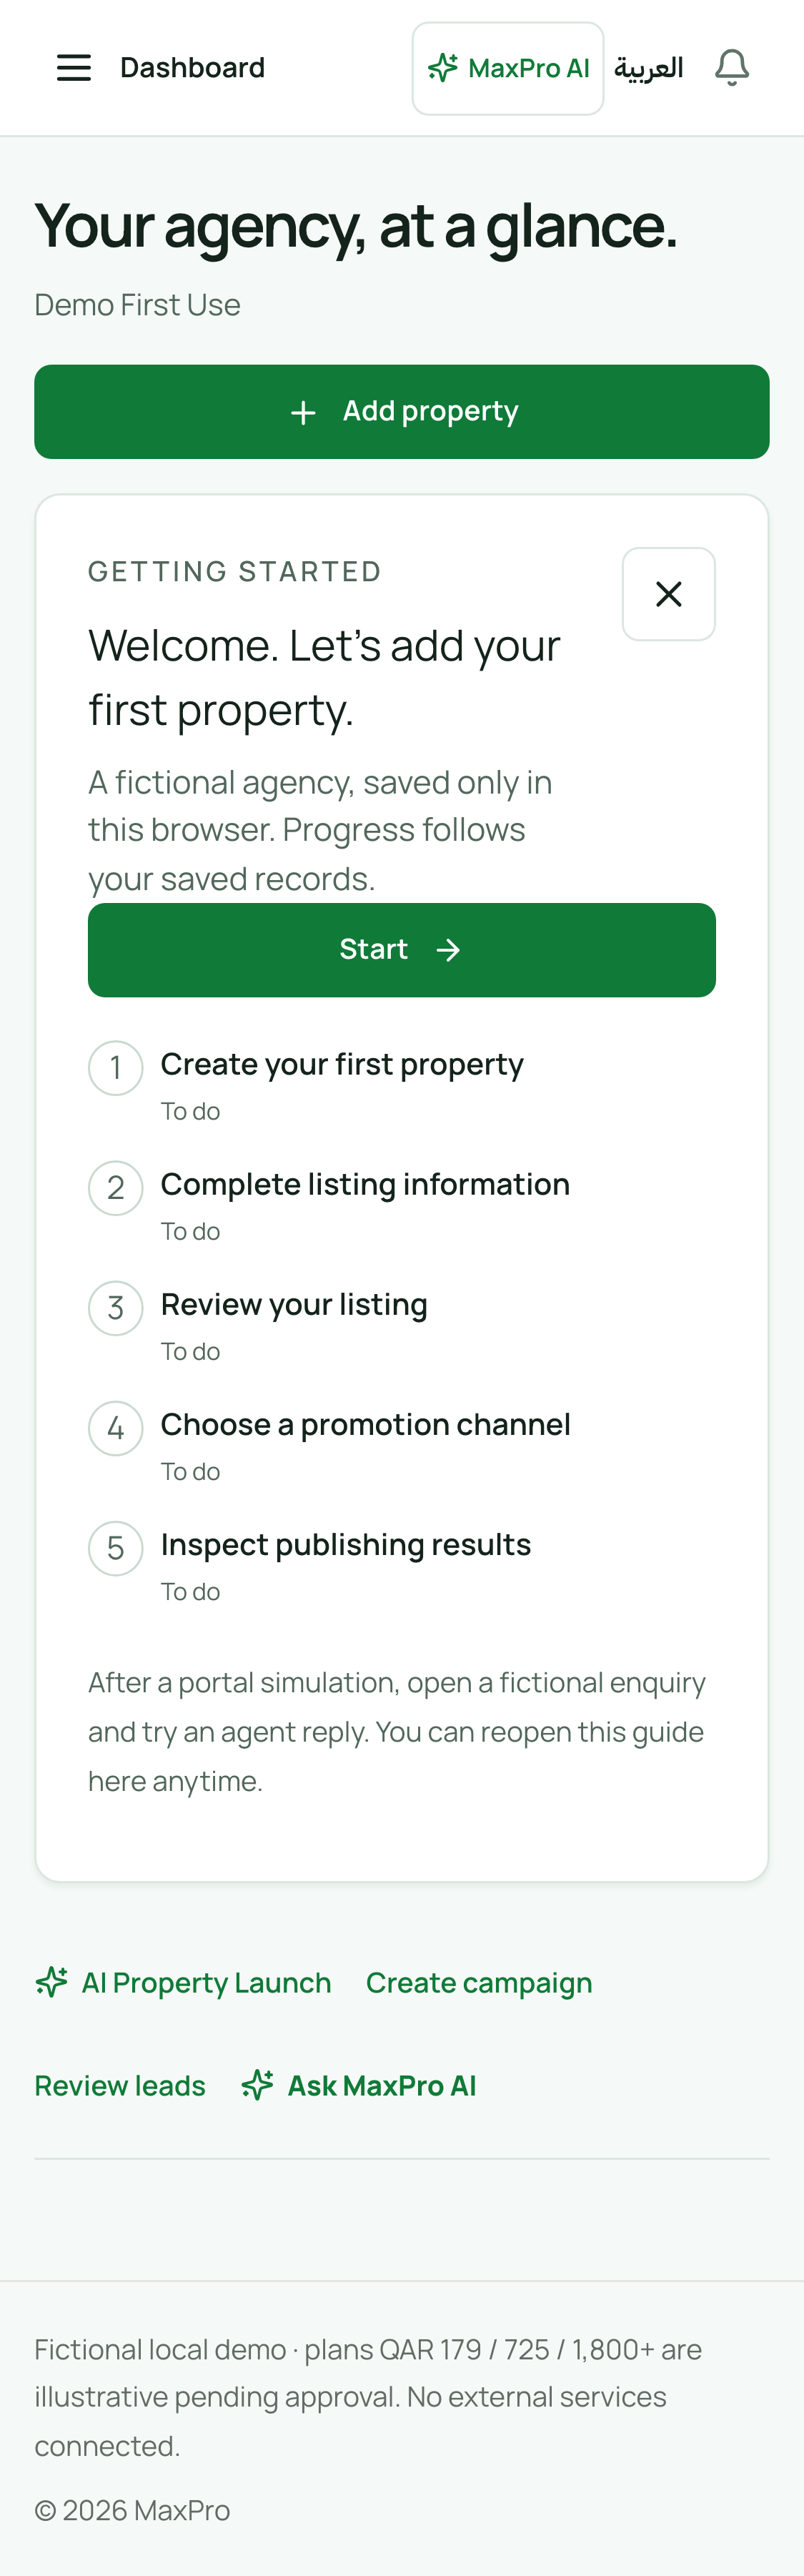 Dashboard
MaxPro AI
العربية
Your agency, at a glance.
Demo First Use
Add property
GETTING STARTED
Welcome. Let’s add your
first property.
A fictional agency, saved only in
this browser. Progress follows
your saved records.
Start
1 Create your first property
To do
2 Complete listing information
To do
3 Review your listing
To do
4 Choose a promotion channel
To do
5 Inspect publishing results
To do
After a portal simulation, open a fictional enquiry
and try an agent reply. You can reopen this guide
here anytime.
AI Property Launch
Create campaign
Review leads
Ask MaxPro AI
Fictional local demo · plans QAR 179 / 725 / 1,800+ are
illustrative pending approval. No external services
connected.
© 2026 MaxPro